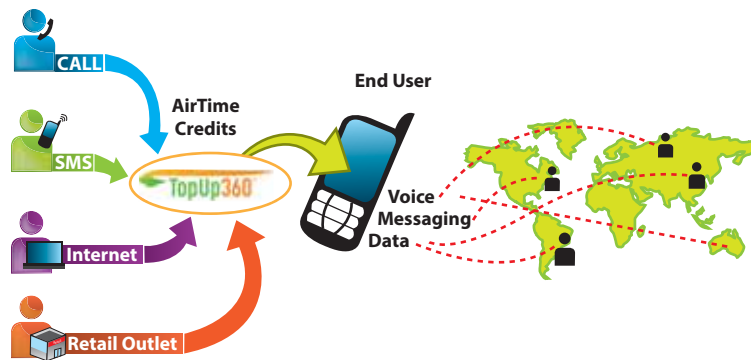 CALL
AirTime
Credits
SMS
TopUp360
Internet
Retail Outlet
End User
Voice
Messaging
Data